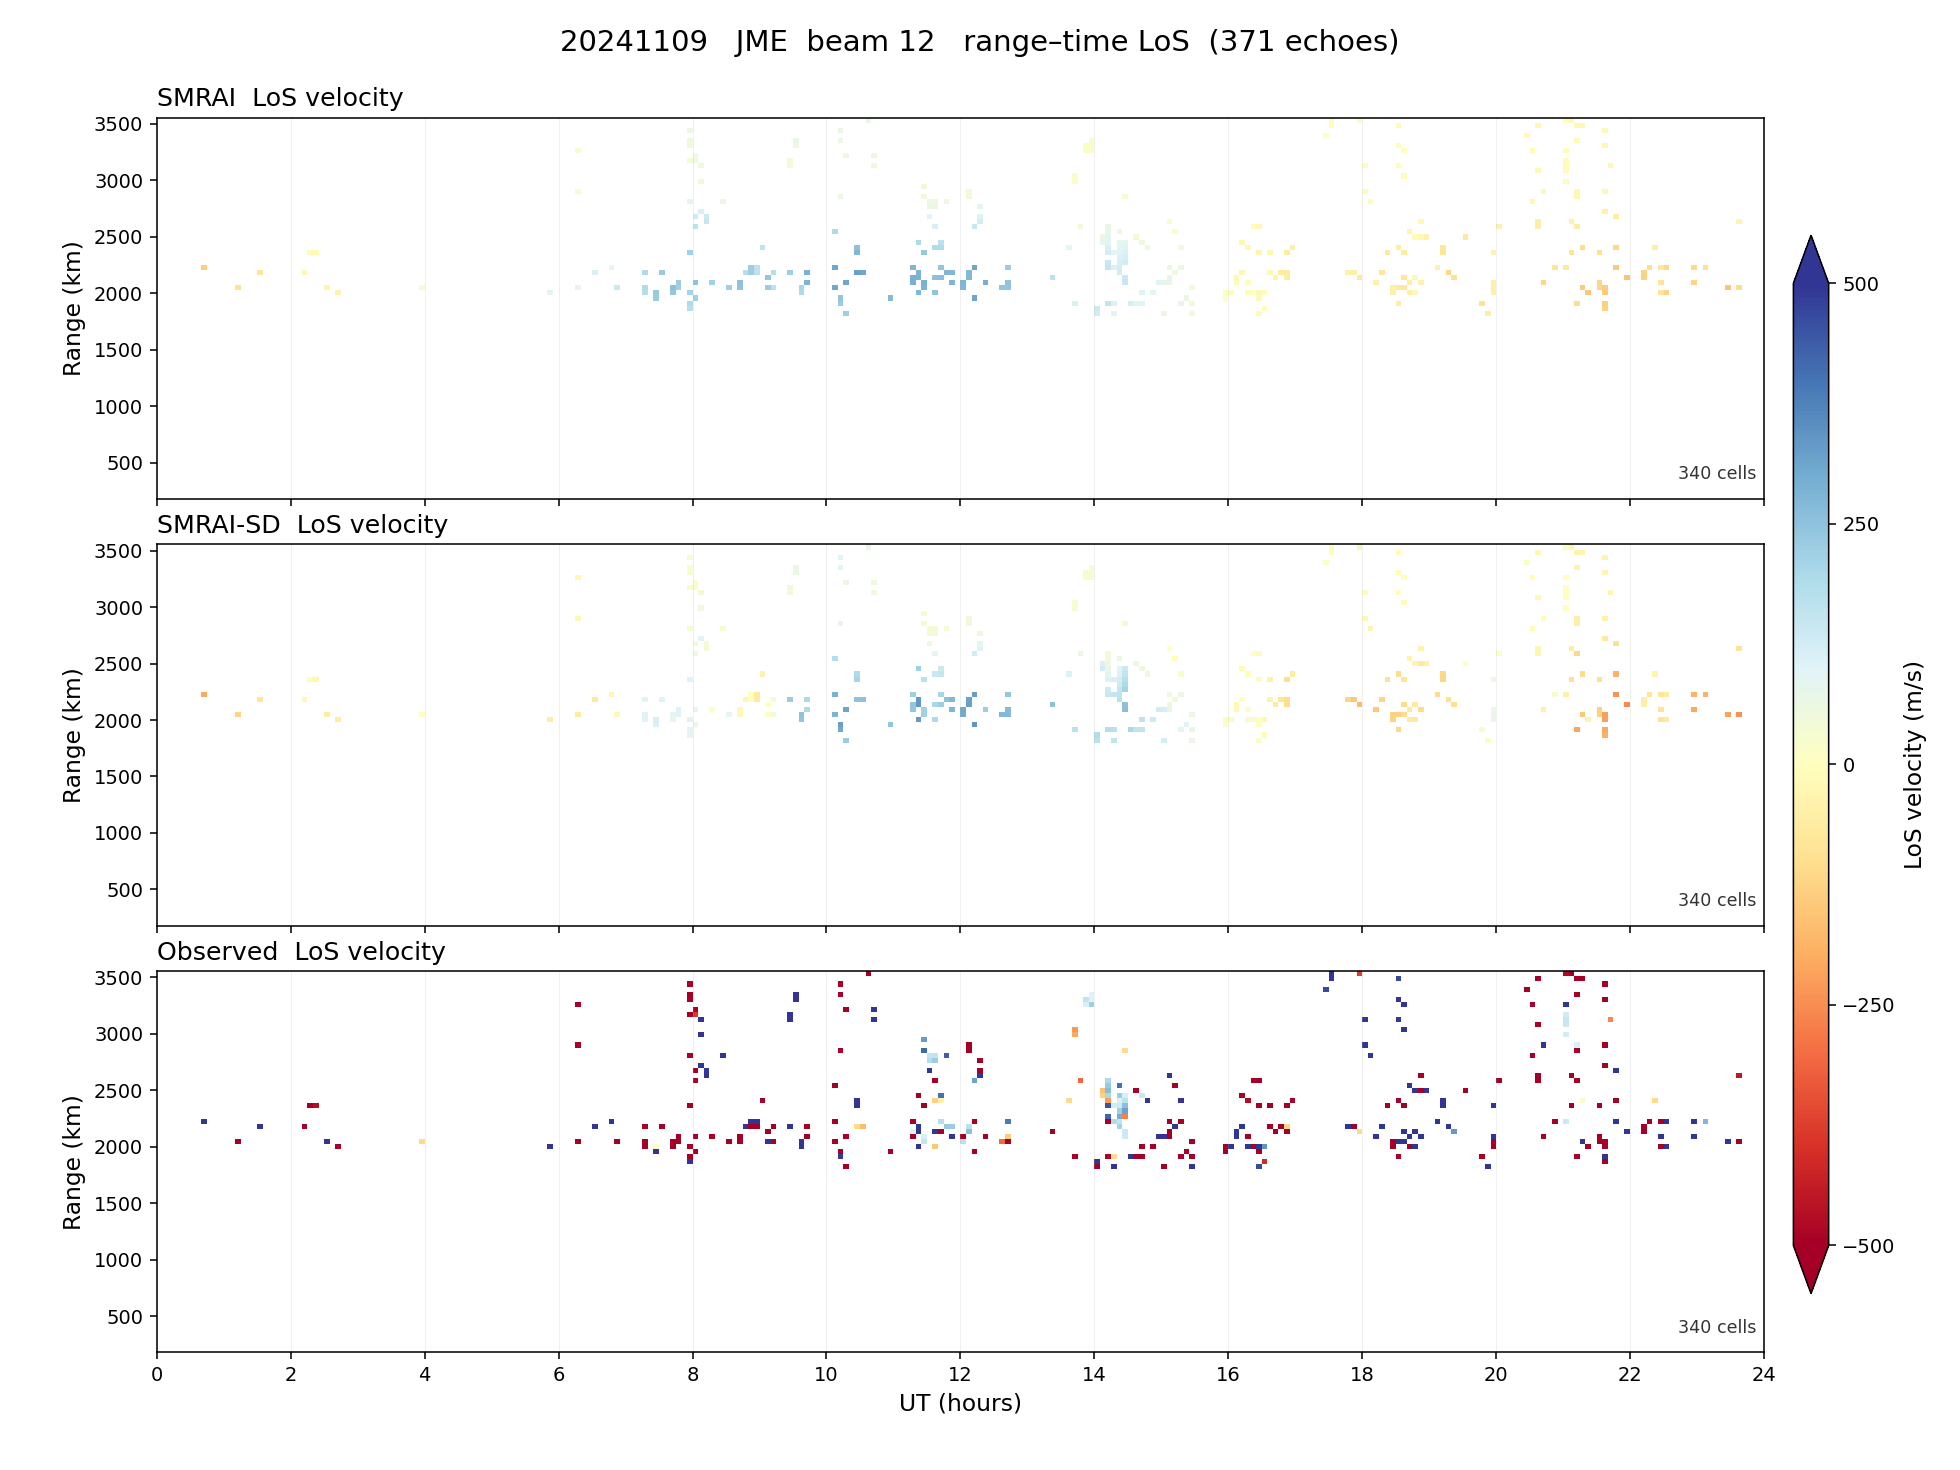 20241109   JME  beam 12   range–time LoS  (371 echoes)
SMRAI  LoS velocity
3500
3000
2500
2000
1500
1000
500
Range (km)
340 cells
SMRAI-SD  LoS velocity
3500
3000
2500
2000
1500
1000
500
Range (km)
340 cells
Observed  LoS velocity
3500
3000
2500
2000
1500
1000
500
Range (km)
340 cells
0 2 4 6 8 10 12 14 16 18 20 22 24
UT (hours)
500
250
0
−250
−500
LoS velocity (m/s)